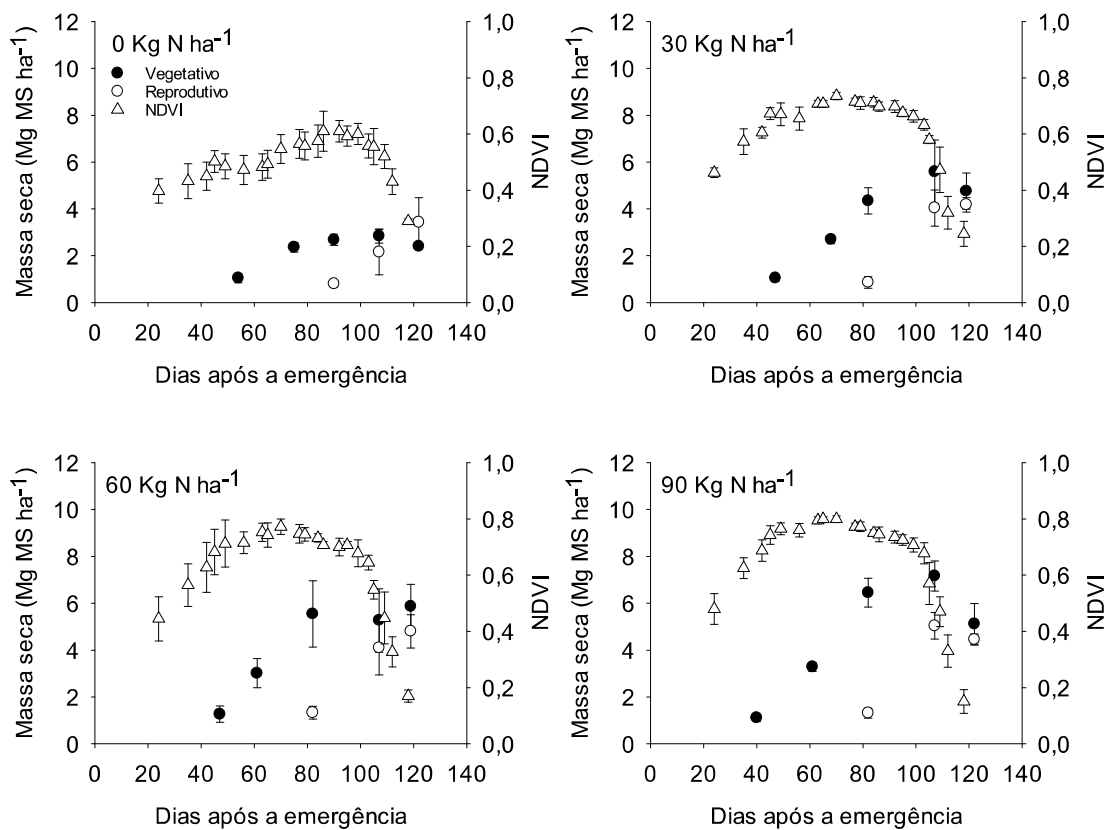 0 Kg N ha⁻¹
Vegetativo
Reprodutivo
NDVI
Massa seca (Mg MS ha⁻¹)
12
10
8
6
4
2
0
1,0
0,8
0,6
0,4
0,2
0,0
NDVI
0 20 40 60 80 100 120 140
Dias após a emergência
30 Kg N ha⁻¹
Massa seca (Mg MS ha⁻¹)
12
10
8
6
4
2
0
1,0
0,8
0,6
0,4
0,2
0,0
NDVI
0 20 40 60 80 100 120 140
Dias após a emergência
60 Kg N ha⁻¹
Massa seca (Mg MS ha⁻¹)
12
10
8
6
4
2
0
1,0
0,8
0,6
0,4
0,2
0,0
NDVI
0 20 40 60 80 100 120 140
Dias após a emergência
90 Kg N ha⁻¹
Massa seca (Mg MS ha⁻¹)
12
10
8
6
4
2
0
1,0
0,8
0,6
0,4
0,2
0,0
NDVI
0 20 40 60 80 100 120 140
Dias após a emergência